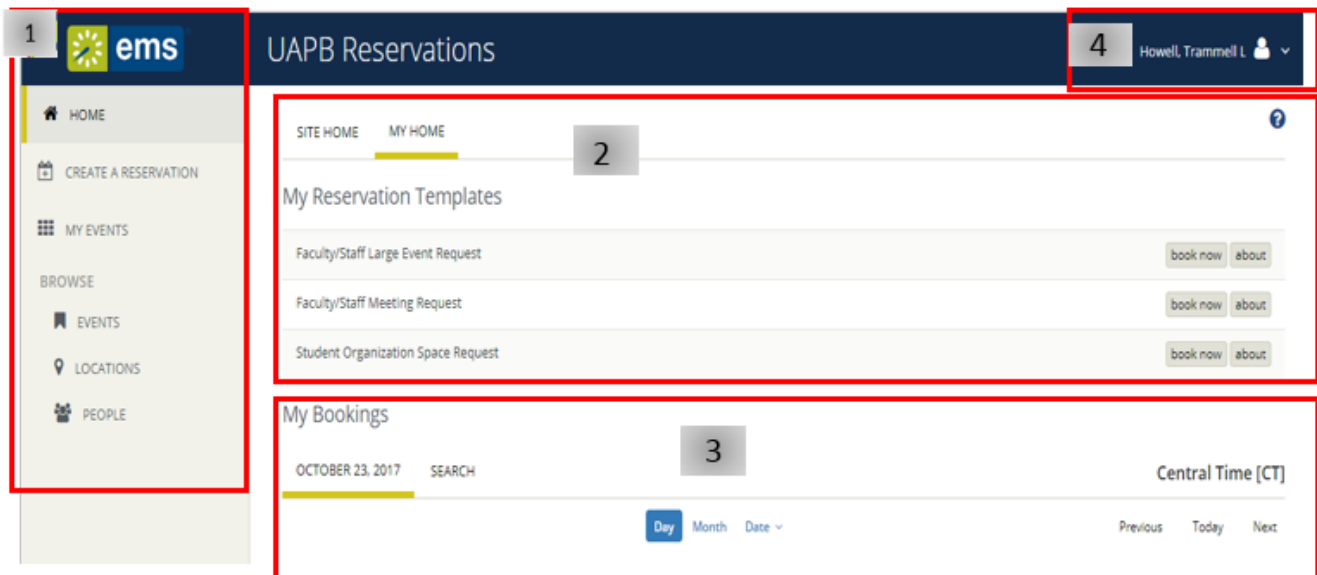 1
ems
UAPB Reservations
4
Howell, Trammell L
HOME
CREATE A RESERVATION
MY EVENTS
BROWSE
EVENTS
LOCATIONS
PEOPLE
SITE HOME MY HOME
2
?
My Reservation Templates
Faculty/Staff Large Event Request book now about
Faculty/Staff Meeting Request book now about
Student Organization Space Request book now about
My Bookings
3
OCTOBER 23, 2017 SEARCH Central Time [CT]
Day Month Date Previous Today Next